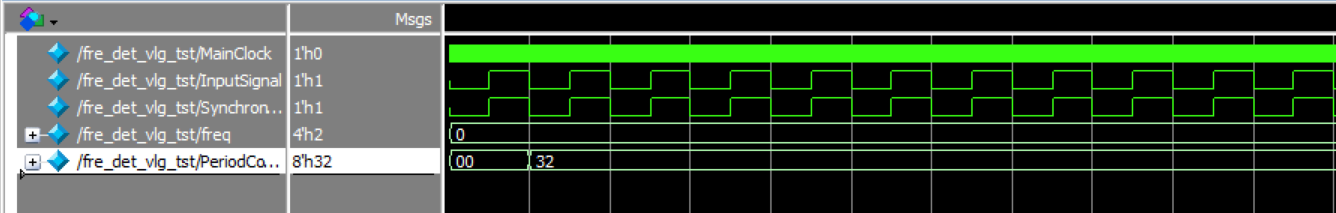 Msgs
/fre_det_vlg_tst/MainClock 1'h0
/fre_det_vlg_tst/InputSignal 1'h1
/fre_det_vlg_tst/Synchron... 1'h1
/fre_det_vlg_tst/freq 4'h2 0
/fre_det_vlg_tst/PeriodCo... 8'h32 00 32